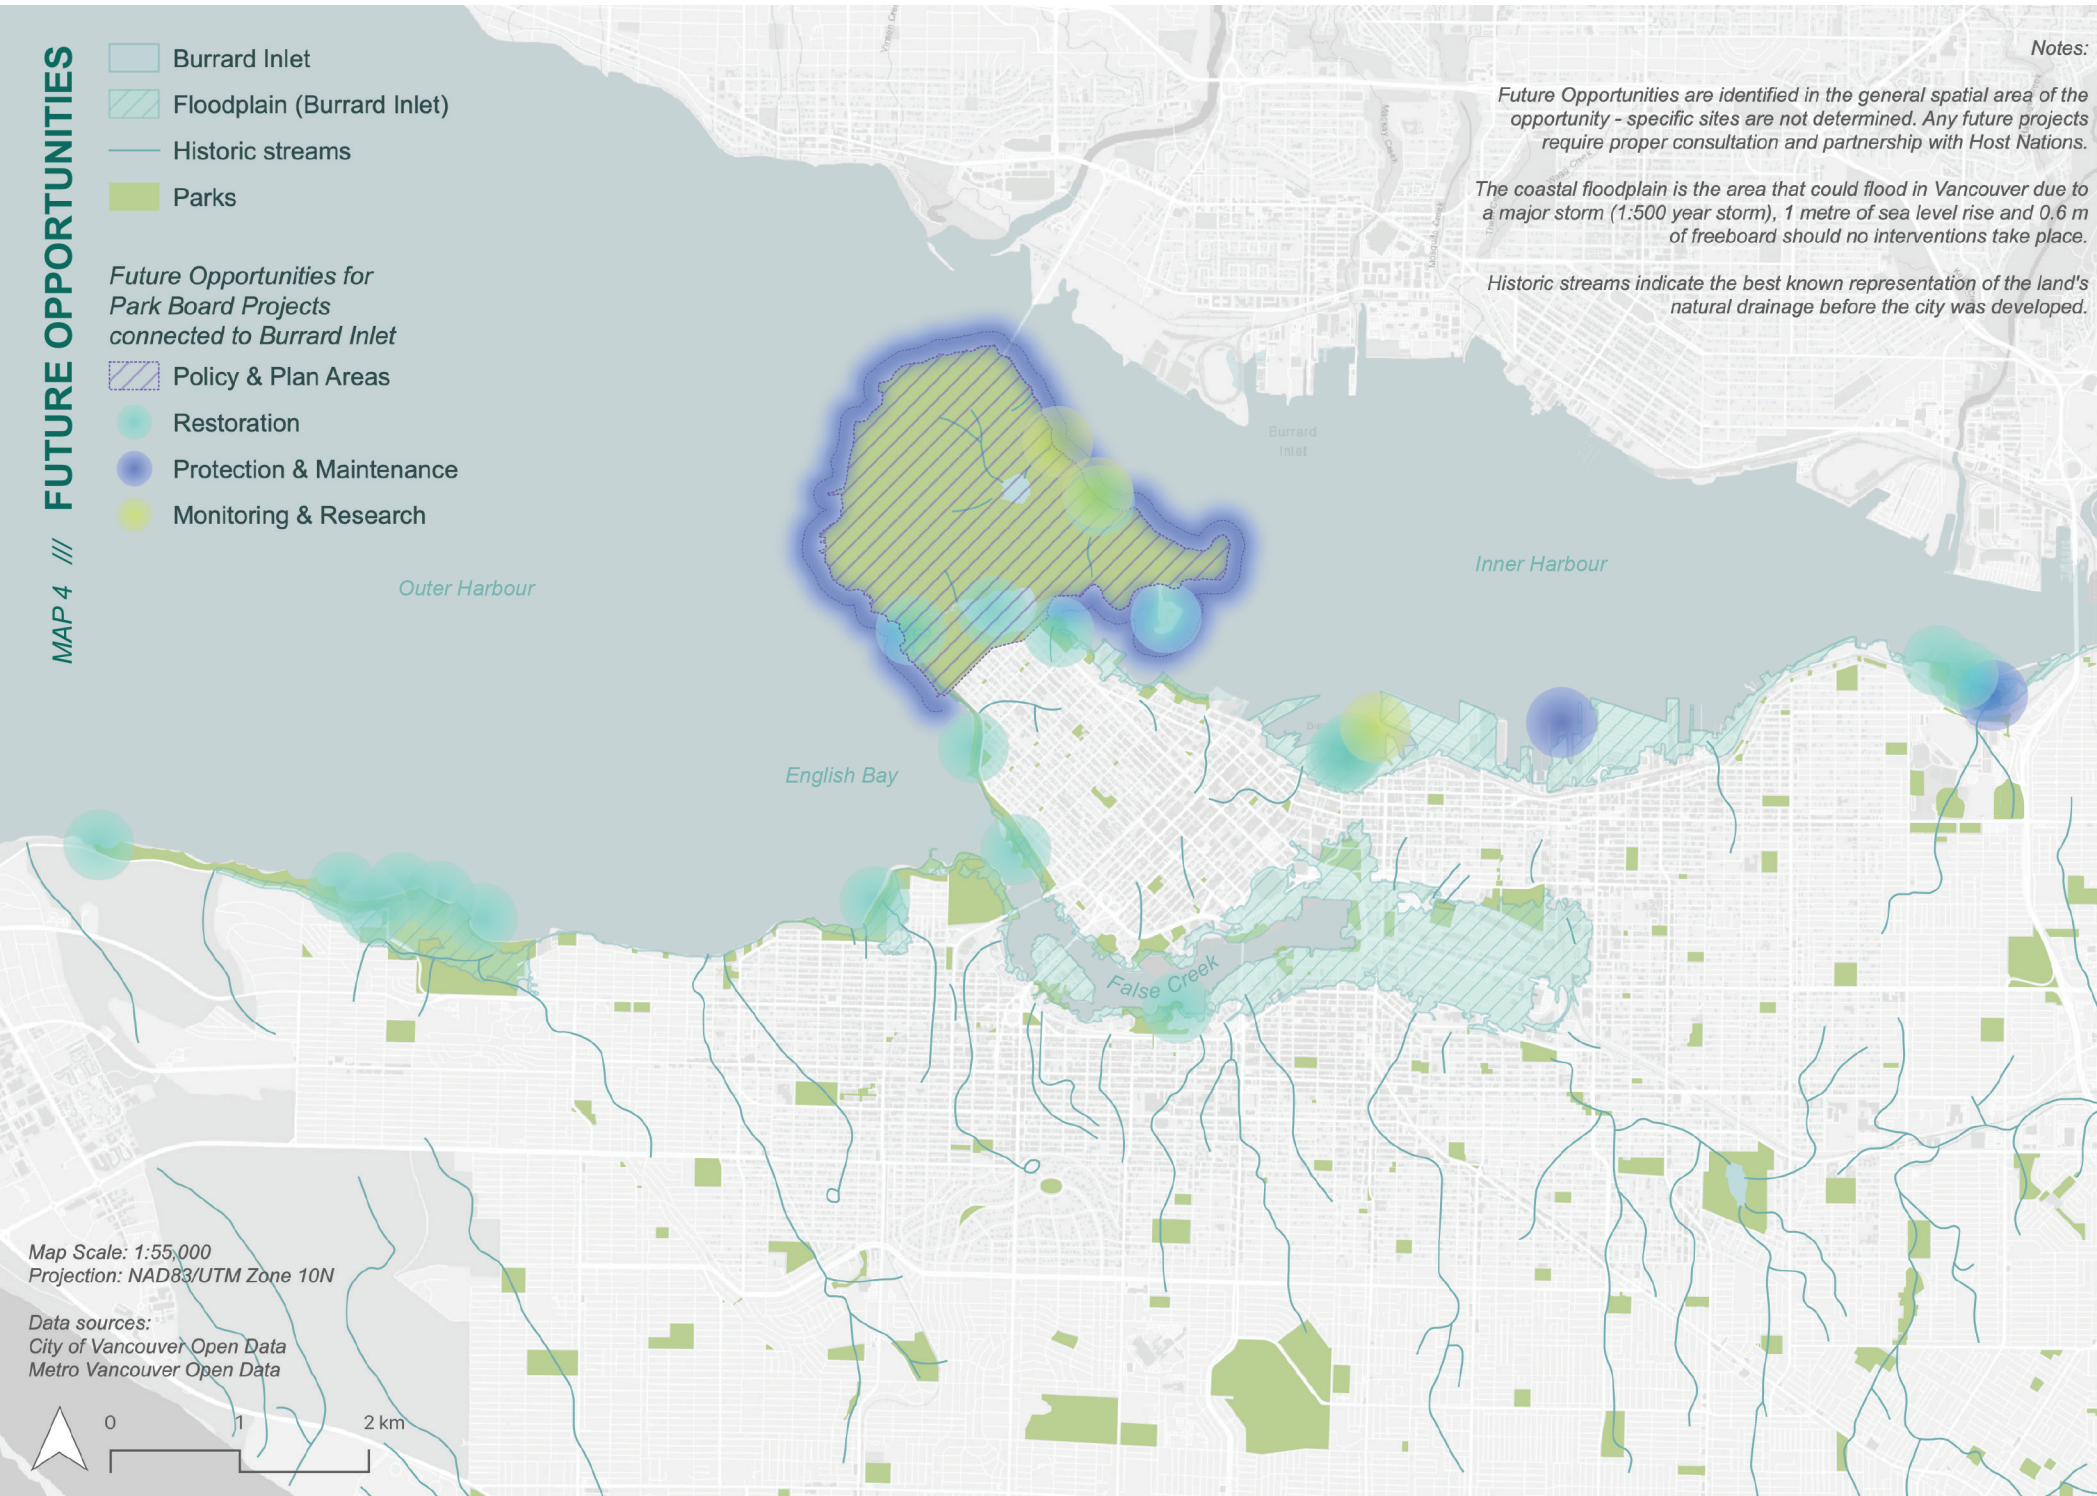 MAP 4 /// FUTURE OPPORTUNITIES
Burrard Inlet
Floodplain (Burrard Inlet)
Historic streams
Parks
Future Opportunities for
Park Board Projects
connected to Burrard Inlet
Policy & Plan Areas
Restoration
Protection & Maintenance
Monitoring & Research
Notes:
Future Opportunities are identified in the general spatial area of the
opportunity - specific sites are not determined. Any future projects
require proper consultation and partnership with Host Nations.
The coastal floodplain is the area that could flood in Vancouver due to
a major storm (1:500 year storm), 1 metre of sea level rise and 0.6 m
of freeboard should no interventions take place.
Historic streams indicate the best known representation of the land's
natural drainage before the city was developed.
Mackay Creek
Mosquito Creek
Burrard
Inlet
Outer Harbour
Inner Harbour
English Bay
False Creek
Map Scale: 1:55,000
Projection: NAD83/UTM Zone 10N
Data sources:
City of Vancouver Open Data
Metro Vancouver Open Data
0 1 2 km